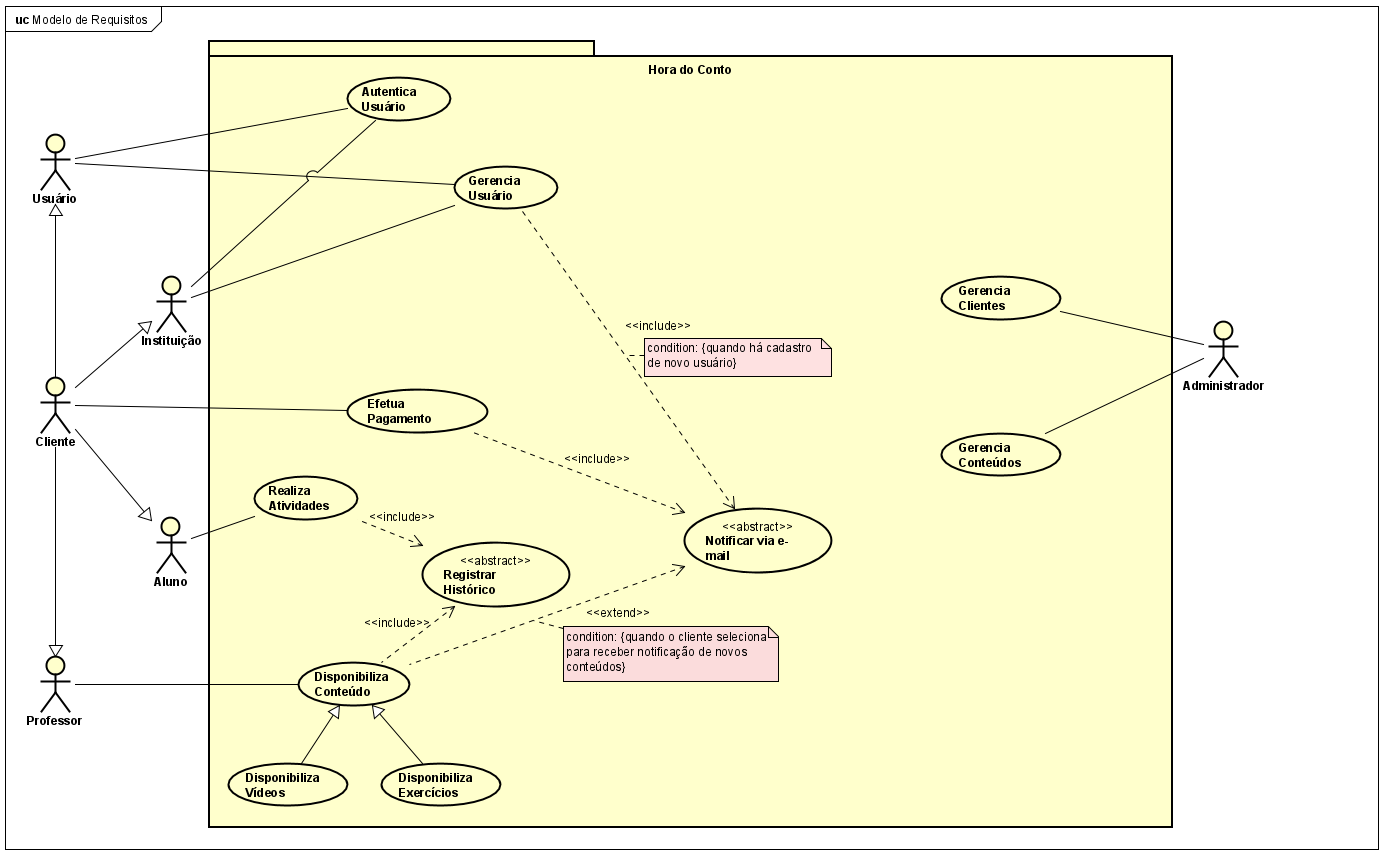 uc Modelo de Requisitos
Hora do Conto
Autentica
Usuário
Usuário
Gerencia
Usuário
Instituição
Gerencia
Clientes
Administrador
<<include>>
condition: {quando há cadastro
de novo usuário}
Cliente
Efetua
Pagamento
Gerencia
Conteúdos
<<include>>
Realiza
Atividades
<<include>>
<<abstract>>
Notificar via e-
mail
Aluno
<<abstract>>
Registrar
Histórico
<<include>>
<<extend>>
condition: {quando o cliente seleciona
para receber notificação de novos
conteúdos}
Professor
Disponibiliza
Conteúdo
Disponibiliza
Vídeos
Disponibiliza
Exercícios